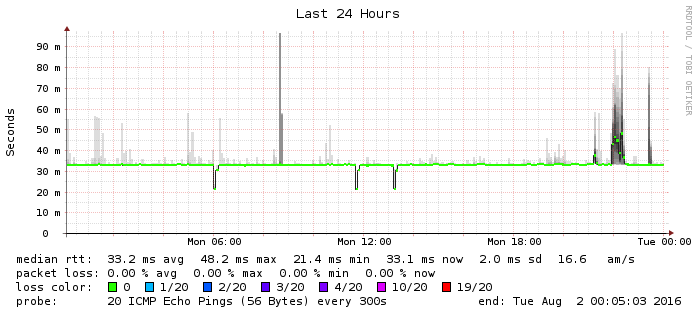 Last 24 Hours
RRDTOOL / TOBI OETIKER
Seconds
90 m
80 m
70 m
60 m
50 m
40 m
30 m
20 m
10 m
0
Mon 06:00 Mon 12:00 Mon 18:00 Tue 00:00
median rtt: 33.2 ms avg 48.2 ms max 21.4 ms min 33.1 ms now 2.0 ms sd 16.6 am/s
packet loss: 0.00 % avg 0.00 % max 0.00 % min 0.00 % now
loss color: 0 1/20 2/20 3/20 4/20 10/20 19/20
probe: 20 ICMP Echo Pings (56 Bytes) every 300s end: Tue Aug 2 00:05:03 2016